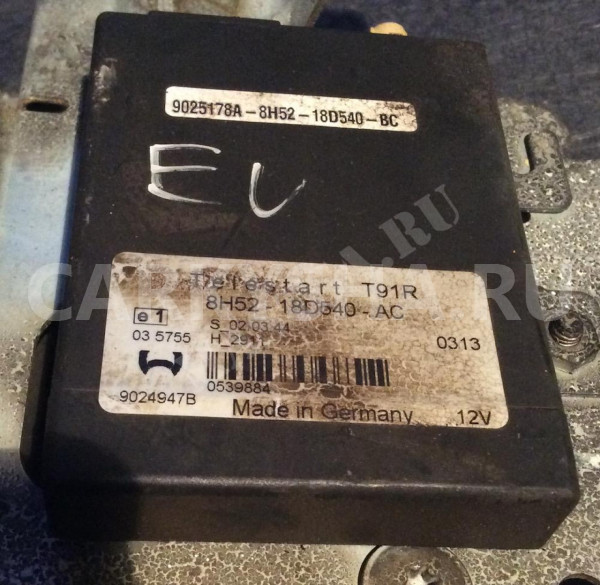 9025178A-8H52-18D540-BC
EU
Telestart T91R
8H52-18D540-AC
e1
S_02.03.44
03 5755
0313
0539884
9024947B
Made in Germany
12V